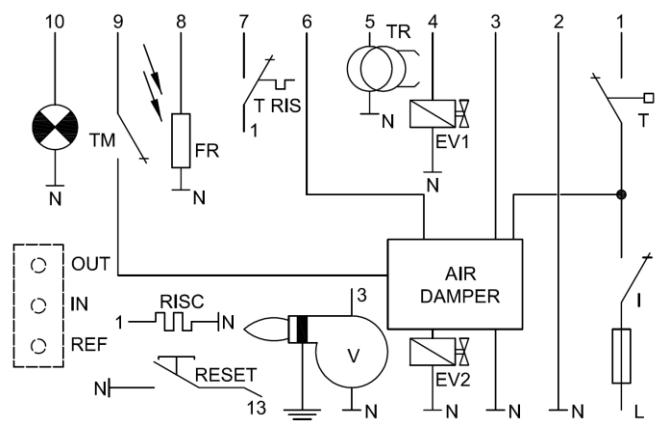 10 9 8 7 6 5 4 3 2 1
TR
T RIS
T
TM
FR
N
EV1
1
N
N
N
OUT
AIR
DAMPER
IN
I
RISC
3
1
N
REF
V
EV2
RESET
N
13
N
N
N
N
L